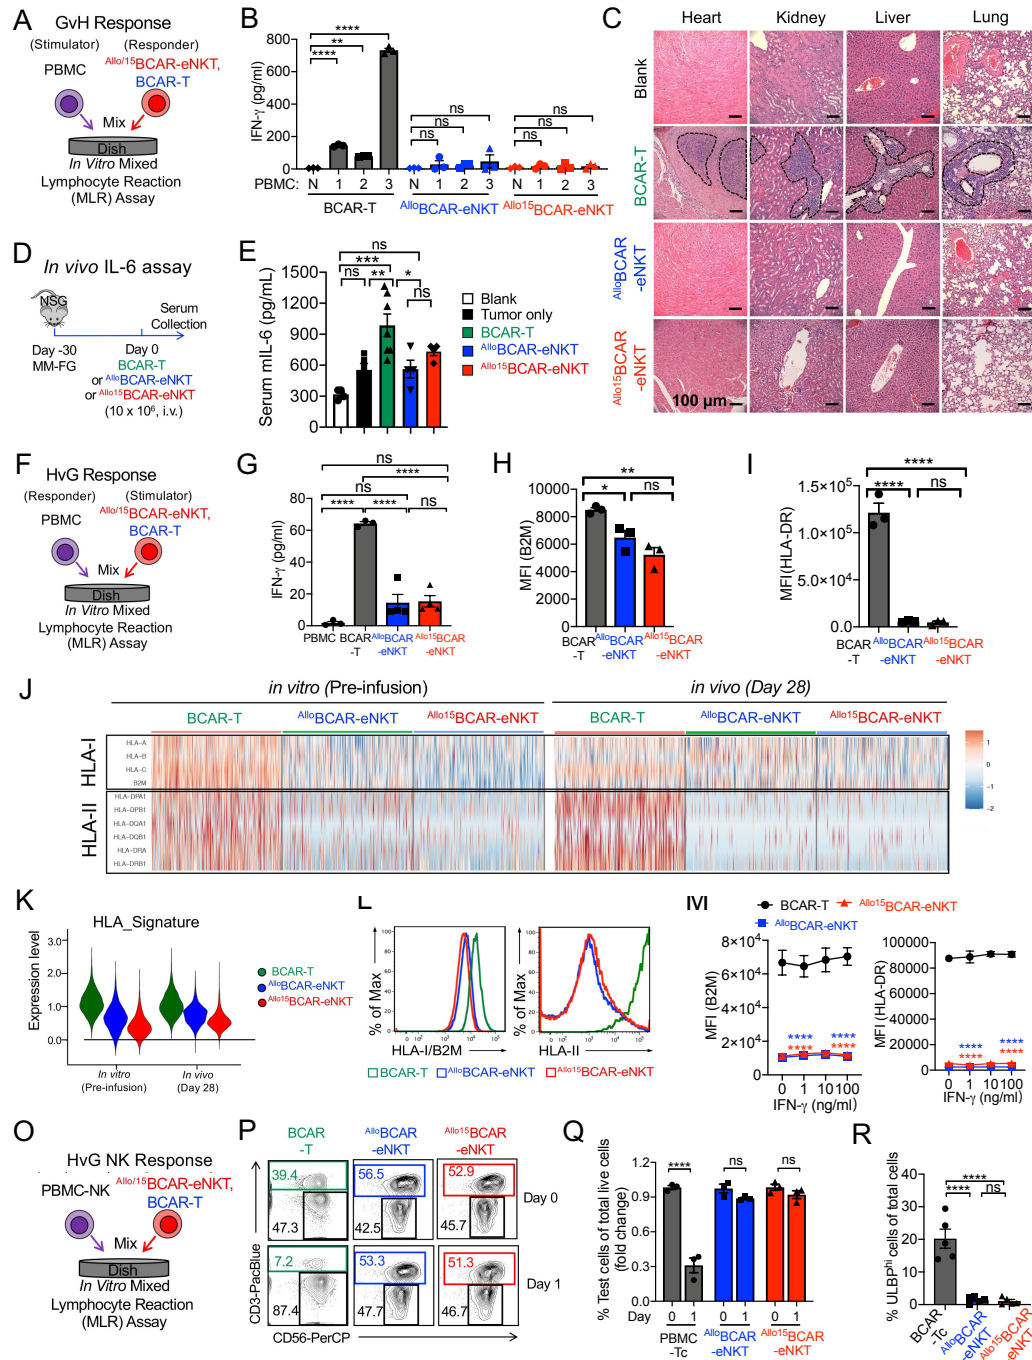 A
GvH Response
(Stimulator)
(Responder)
PBMC
Allo/15BCAR-eNKT,
BCAR-T
Mix
Dish
In Vitro Mixed
Lymphocyte Reaction
(MLR) Assay
B
IFN-γ (pg/ml)
800
600
400
200
0
****
**
****
ns
ns
ns
ns
ns
ns
PBMC: N 1 2 3 N 1 2 3 N 1 2 3
BCAR-T
AlloBCAR-eNKT
Allo15BCAR-eNKT
C
Heart Kidney Liver Lung
Blank
BCAR-T
AlloBCAR
-eNKT
Allo15BCAR
-eNKT
100 μm
D
In vivo IL-6 assay
NSG
Serum
Collection
Day -30
MM-FG
Day 0
BCAR-T
or AlloBCAR-eNKT
or Allo15BCAR-eNKT
(10 x 10⁶, i.v.)
E
Serum mIL-6 (pg/mL)
1500
1200
900
600
300
0
ns
***
ns
**
*
ns
Blank
Tumor only
BCAR-T
AlloBCAR-eNKT
Allo15BCAR-eNKT
F
HvG Response
(Responder)
(Stimulator)
PBMC
Allo/15BCAR-eNKT,
BCAR-T
Mix
Dish
In Vitro Mixed
Lymphocyte Reaction
(MLR) Assay
G
IFN-γ (pg/ml)
80
60
40
20
0
ns
****
ns
****
****
ns
PBMC
BCAR
-T
AlloBCAR
-eNKT
Allo15BCAR
-eNKT
H
MFI (B2M)
10000
8000
6000
4000
2000
0
**
*
ns
BCAR
-T
AlloBCAR
-eNKT
Allo15BCAR
-eNKT
I
MFI(HLA-DR)
1.5×10⁵
1.0×10⁵
5.0×10⁴
0
****
****
ns
BCAR
-T
AlloBCAR
-eNKT
Allo15BCAR
-eNKT
J
in vitro (Pre-infusion)
in vivo (Day 28)
BCAR-T
AlloBCAR-eNKT
Allo15BCAR-eNKT
BCAR-T
AlloBCAR-eNKT
Allo15BCAR-eNKT
HLA-I
HLA-A
HLA-B
HLA-C
B2M
HLA-II
HLA-DPA1
HLA-DPB1
HLA-DQA1
HLA-DQB1
HLA-DRA
HLA-DRB1
1
0
−1
−2
K
HLA_Signature
Expression level
3.0
2.0
1.0
0.0
In vitro
(Pre-infusion)
In vivo
(Day 28)
BCAR-T
AlloBCAR-eNKT
Allo15BCAR-eNKT
L
% of Max
0 10³ 10⁴ 10⁵
HLA-I/B2M
% of Max
0 10³ 10⁴ 10⁵
HLA-II
BCAR-T
AlloBCAR-eNKT
Allo15BCAR-eNKT
M
BCAR-T
Allo15BCAR-eNKT
AlloBCAR-eNKT
MFI (B2M)
8×10⁴
6×10⁴
4×10⁴
2×10⁴
0
****
****
****
****
0 1 10 100
IFN-γ (ng/ml)
MFI (HLA-DR)
100000
80000
60000
40000
20000
0
****
****
****
****
0 1 10 100
IFN-γ (ng/ml)
O
HvG NK Response
PBMC-NK
Allo/15BCAR-eNKT,
BCAR-T
Mix
Dish
In Vitro Mixed
Lymphocyte Reaction
(MLR) Assay
P
BCAR
-T
AlloBCAR
-eNKT
Allo15BCAR
-eNKT
39.4
47.3
56.5
42.5
52.9
45.7
Day 0
7.2
87.4
53.3
47.7
51.3
46.7
Day 1
CD3-PacBlue
CD56-PerCP
Q
% Test cells of total live cells
(fold change)
1.2
0.9
0.6
0.3
0.0
****
ns
ns
0 1 0 1 0 1 Day
PBMC
-Tc
AlloBCAR
-eNKT
Allo15BCAR
-eNKT
R
% ULBPhi cells of total cells
40
30
20
10
0
****
****
ns
BCAR
-Tc
AlloBCAR
-eNKT
Allo15BCAR
-eNKT